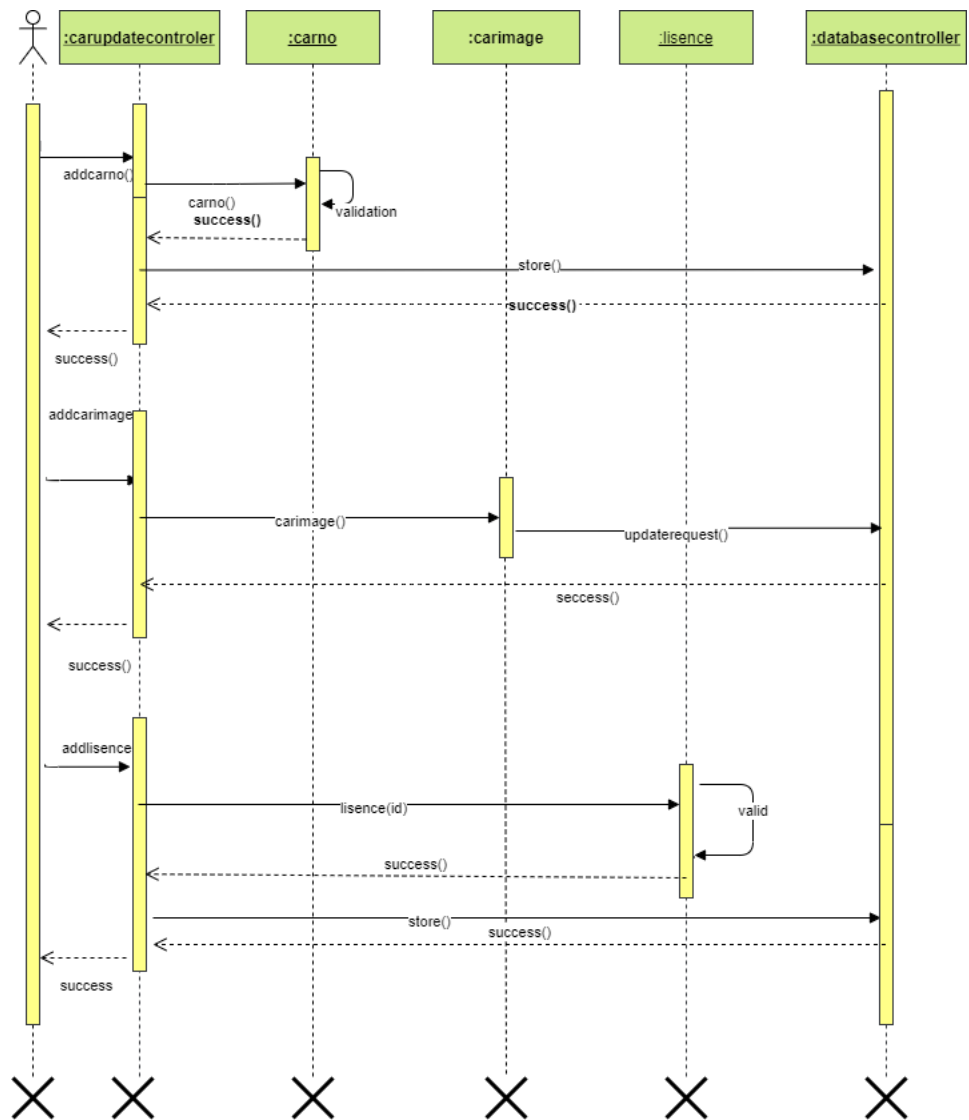 :carupdatecontroler
:carno
:carimage
:lisence
:databasecontroller
addcarno()
carno()
success()
validation
store()
success()
success()
addcarimage
carimage()
updaterequest()
seccess()
success()
addlisence
lisence(id)
valid
success()
store()
success()
success